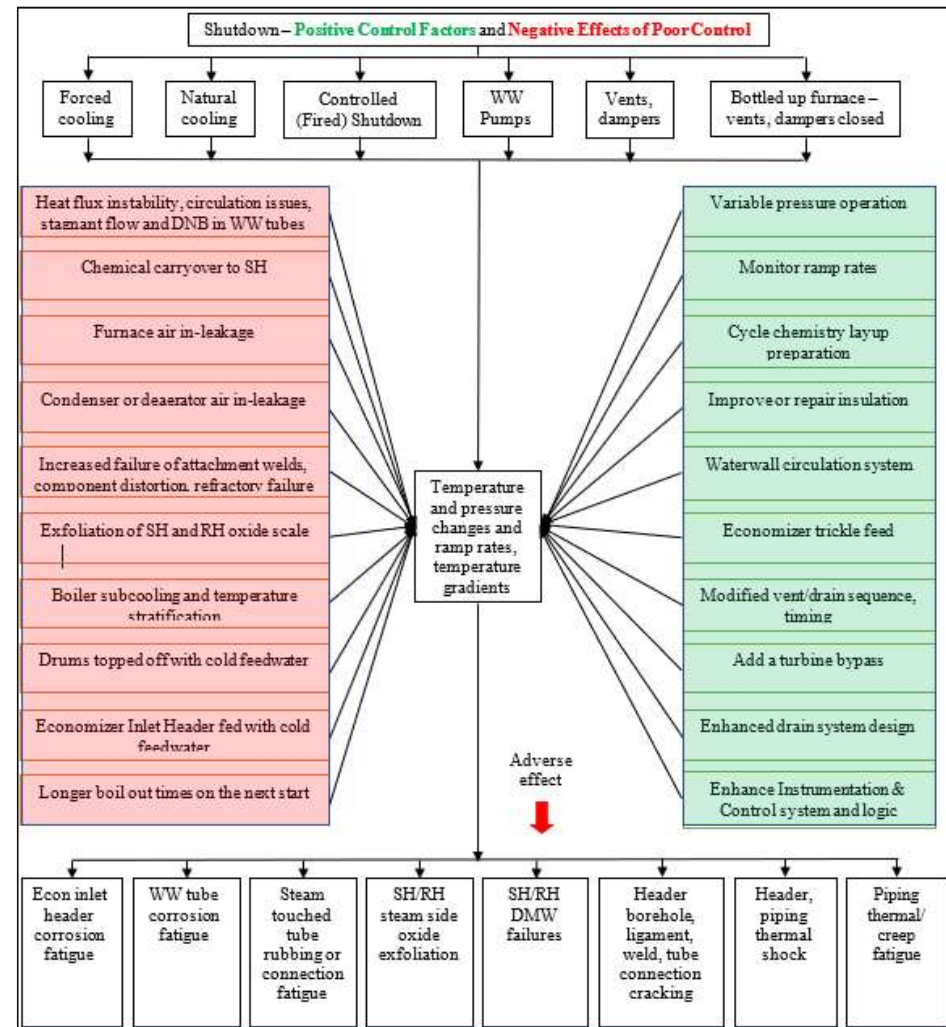 Shutdown – Positive Control Factors and Negative Effects of Poor Control
Forced
cooling
Natural
cooling
Controlled
(Fired) Shutdown
WW
Pumps
Vents,
dampers
Bottled up furnace –
vents, dampers closed
Heat flux instability, circulation issues,
stagnant flow and DNB in WW tubes
Chemical carryover to SH
Furnace air in-leakage
Condenser or deaerator air in-leakage
Increased failure of attachment welds,
component distortion, refractory failure
Exfoliation of SH and RH oxide scale
Boiler subcooling and temperature
stratification
Drums topped off with cold feedwater
Economizer Inlet Header fed with cold
feedwater
Longer boil out times on the next start
Temperature
and pressure
changes and
ramp rates,
temperature
gradients
Variable pressure operation
Monitor ramp rates
Cycle chemistry layup
preparation
Improve or repair insulation
Waterwall circulation system
Economizer trickle feed
Modified vent/drain sequence,
timing
Add a turbine bypass
Enhanced drain system design
Enhance Instrumentation &
Control system and logic
Adverse
effect
Econ inlet
header
corrosion
fatigue
WW tube
corrosion
fatigue
Steam
touched
tube
rubbing or
connection
fatigue
SH/RH
steam side
oxide
exfoliation
SH/RH
DMW
failures
Header
borehole,
ligament,
weld, tube
connection
cracking
Header,
piping
thermal
shock
Piping
thermal/
creep
fatigue